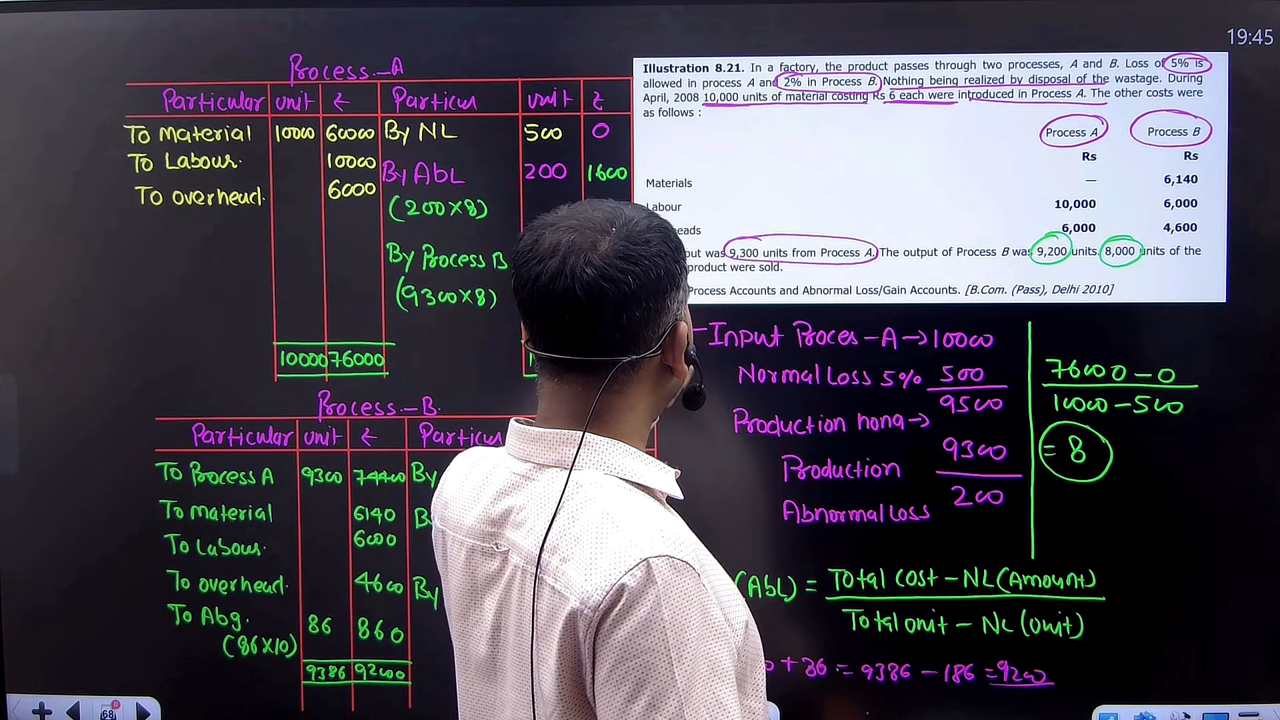 19:45
Process-A
Particular unit ₹ Particus unit ₹
To Material 10000 60000 By NL 500 0
To Labour. 10000 By AbL 200 1600
To overhead. 6000 (200×8)
By Process B
(9300×8)
10000 76000
Process-B.
Particular unit ₹ Particus
To Process A 9300 74400 By
To material 6140
To Labour. 6000
To overhead. 4600 By
To Abg. 86 860
(86×10)
9386 92000
Illustration 8.21. In a factory, the product passes through two processes, A and B. Loss of 5% is
allowed in process A and 2% in Process B. Nothing being realized by disposal of the wastage. During
April, 2008 10,000 units of material costing Rs 6 each were introduced in Process A. The other costs were
as follows :
Process A Process B
Rs Rs
Materials — 6,140
Labour 10,000 6,000
eads 6,000 4,600
was 9,300 units from Process A. The output of Process B was 9,200 units. 8,000 units of the
product were sold.
Process Accounts and Abnormal Loss/Gain Accounts. [B.Com. (Pass), Delhi 2010]
Input Proces-A→10000
Normal Loss 5% 500
9500
Production hona→
9300
Production
200
Abnormal Loss
76000-0
10000-500
= 8
(AbL) = Total Cost - NL (Amount)
Total unit - NL (Unit)
+ 86 = 9386 - 186 = 9200
68